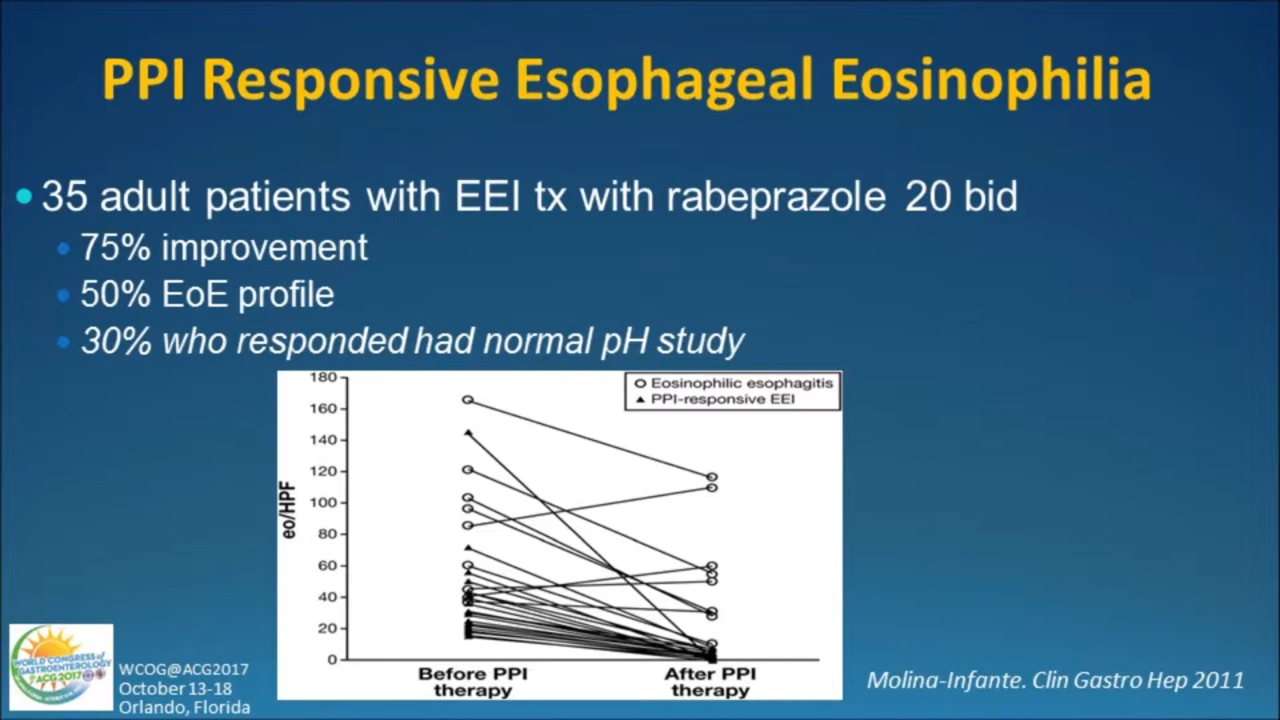 PPI Responsive Esophageal Eosinophilia
35 adult patients with EEI tx with rabeprazole 20 bid
75% improvement
50% EoE profile
30% who responded had normal pH study
Eosinophilic esophagitis
PPI-responsive EEI
180
160
140
120
100
80
60
40
20
0
eo/HPF
Before PPI
therapy
After PPI
therapy
WORLD CONGRESS of
GASTROENTEROLOGY
at ACG2017
WCOG@ACG2017
October 13-18
Orlando, Florida
Molina-Infante. Clin Gastro Hep 2011